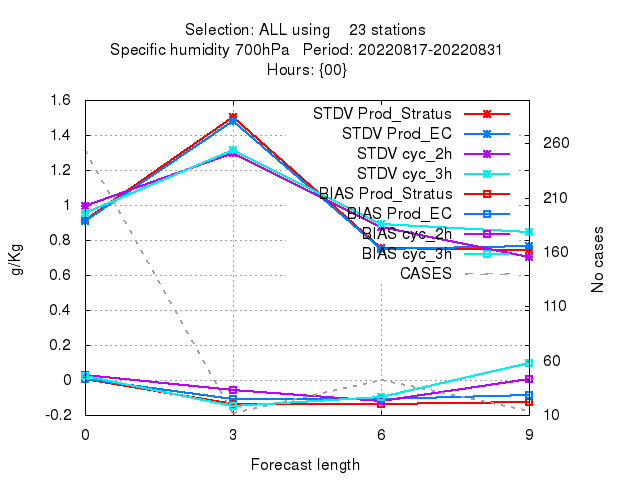 Selection: ALL using 23 stations
Specific humidity 700hPa Period: 20220817-20220831
Hours: {00}
1.6
1.4
1.2
1
0.8
0.6
0.4
0.2
0
-0.2
g/Kg
STDV Prod_Stratus
STDV Prod_EC
STDV cyc_2h
STDV cyc_3h
BIAS Prod_Stratus
BIAS Prod_EC
BIAS cyc_2h
BIAS cyc_3h
CASES
260
210
160
110
60
10
No cases
0 3 6 9
Forecast length